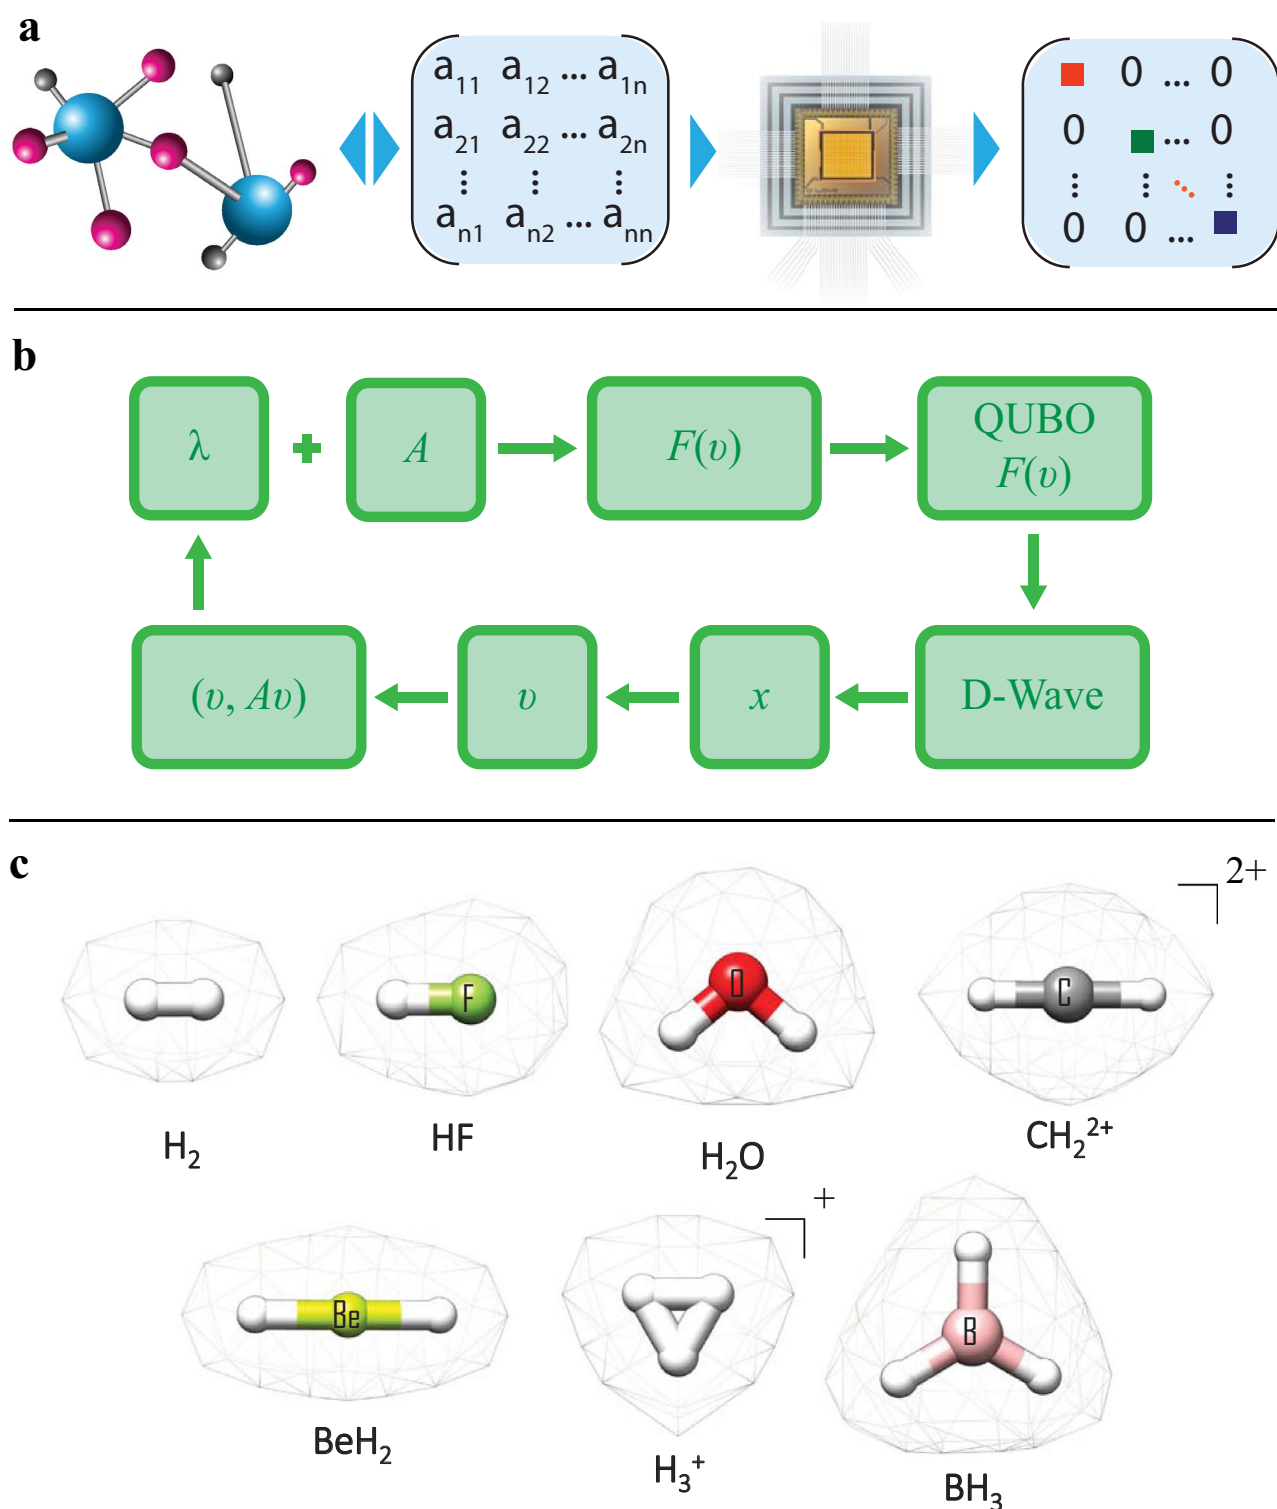 a
a₁₁ a₁₂ ... a₁ₙ
a₂₁ a₂₂ ... a₂ₙ
⋮ ⋮ ⋮
aₙ₁ aₙ₂ ... aₙₙ
0 ... 0
0 ... 0
⋮ ⋮ ⋮
0 0 ...
b
λ + A
F(υ)
QUBO
F(υ)
(υ, Aυ)
υ
x
D-Wave
c
2+
F
O
C
H₂
HF
H₂O
CH₂²⁺
+
Be
B
BeH₂
H₃⁺
BH₃